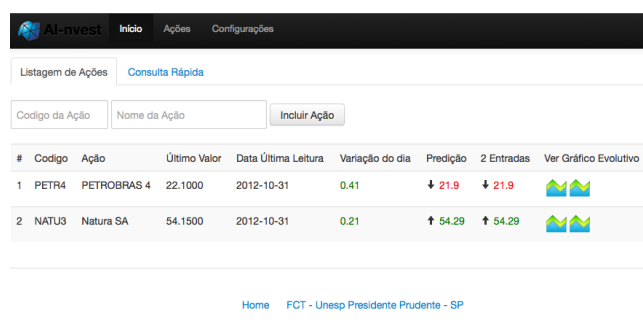 AI-nvest Início Ações Configurações
Listagem de Ações Consulta Rápida
Codigo da Ação Nome da Ação Incluir Ação
# Codigo Ação Último Valor Data Última Leitura Variação do dia Predição 2 Entradas Ver Gráfico Evolutivo
1 PETR4 PETROBRAS 4 22.1000 2012-10-31 0.41 21.9 21.9
2 NATU3 Natura SA 54.1500 2012-10-31 0.21 54.29 54.29
Home FCT - Unesp Presidente Prudente - SP